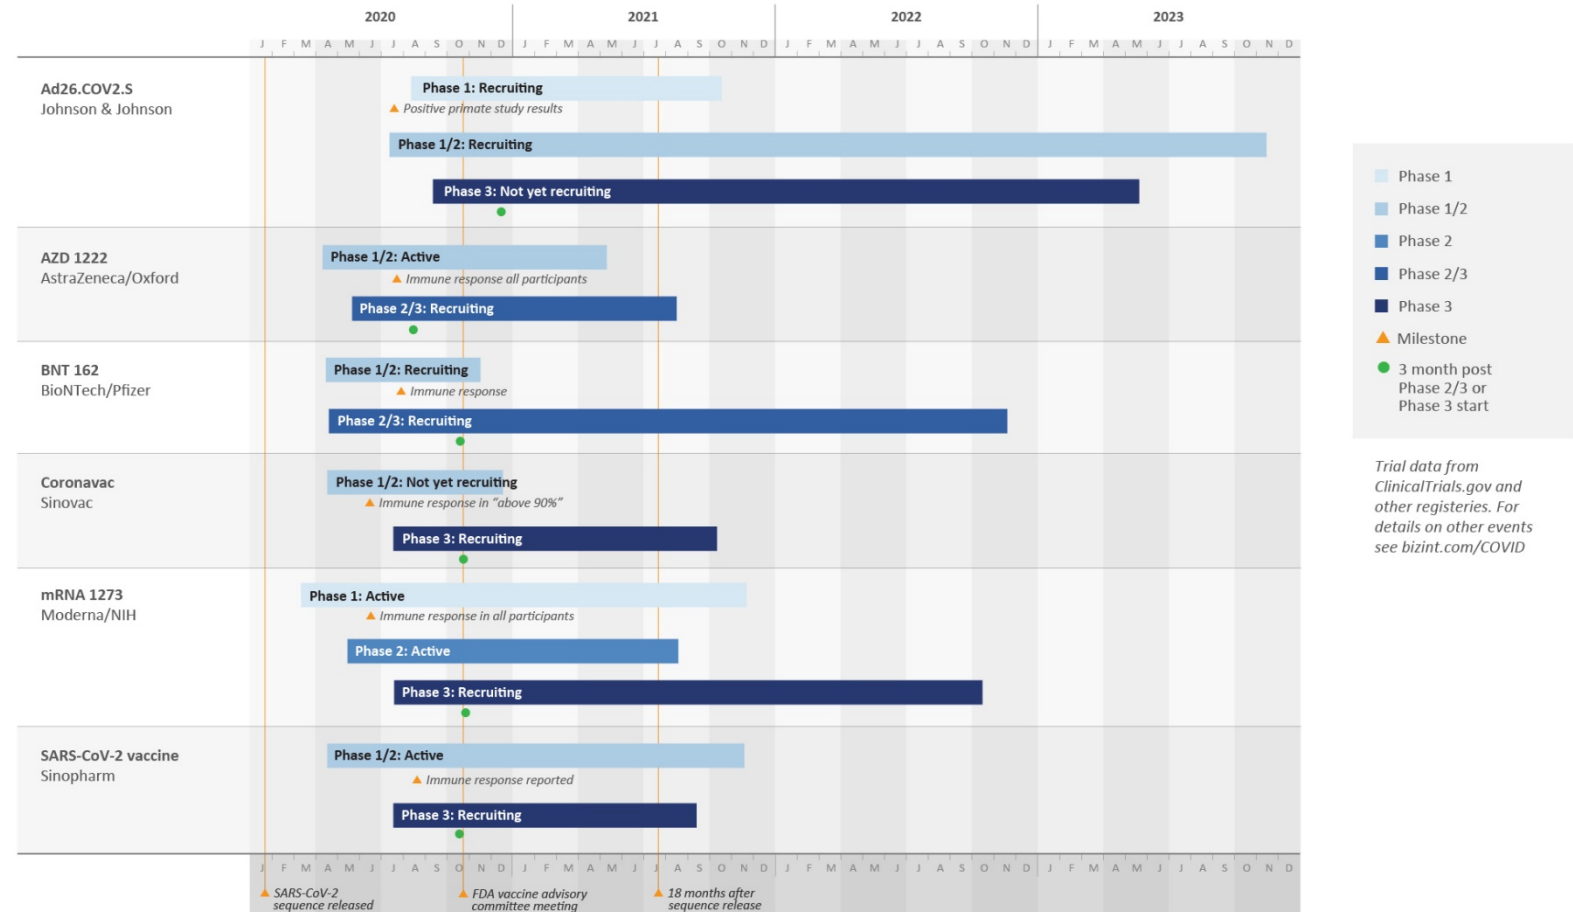 2020 2021 2022 2023
J F M A M J J A S O N D J F M A M J J A S O N D J F M A M J J A S O N D J F M A M J J A S O N D
Ad26.COV2.S
Johnson & Johnson
Phase 1: Recruiting
Positive primate study results
Phase 1/2: Recruiting
Phase 3: Not yet recruiting
AZD 1222
AstraZeneca/Oxford
Phase 1/2: Active
Immune response all participants
Phase 2/3: Recruiting
BNT 162
BioNTech/Pfizer
Phase 1/2: Recruiting
Immune response
Phase 2/3: Recruiting
Coronavac
Sinovac
Phase 1/2: Not yet recruiting
Immune response in “above 90%”
Phase 3: Recruiting
mRNA 1273
Moderna/NIH
Phase 1: Active
Immune response in all participants
Phase 2: Active
Phase 3: Recruiting
SARS-CoV-2 vaccine
Sinopharm
Phase 1/2: Active
Immune response reported
Phase 3: Recruiting
J F M A M J J A S O N D J F M A M J J A S O N D J F M A M J J A S O N D J F M A M J J A S O N D
SARS-CoV-2
sequence released
FDA vaccine advisory
committee meeting
18 months after
sequence release
Phase 1
Phase 1/2
Phase 2
Phase 2/3
Phase 3
Milestone
3 month post
Phase 2/3 or
Phase 3 start
Trial data from
ClinicalTrials.gov and
other registeries. For
details on other events
see bizint.com/COVID